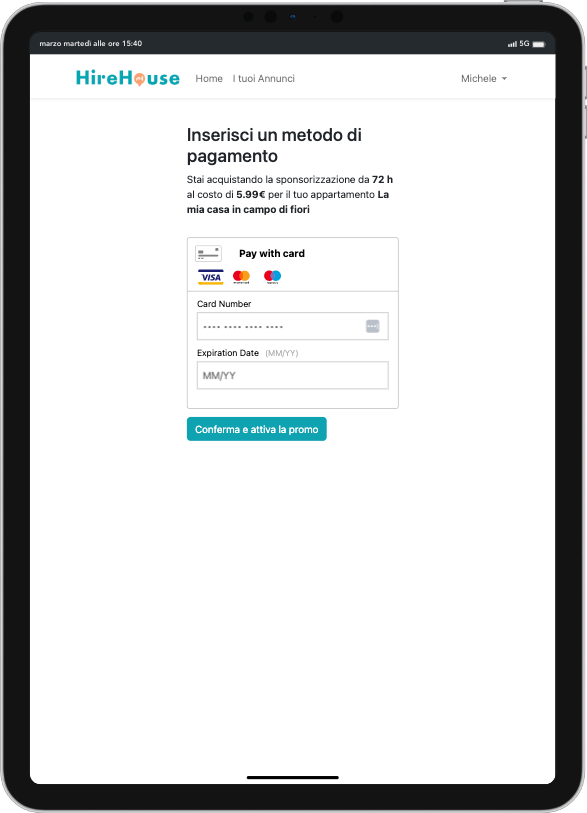 marzo martedì alle ore 15:40
5G
HireHouse
Home
I tuoi Annunci
Michele
Inserisci un metodo di
pagamento
Stai acquistando la sponsorizzazione da 72 h
al costo di 5.99€ per il tuo appartamento La
mia casa in campo di fiori
Pay with card
VISA
mastercard
maestro
Card Number
---- ---- ---- ----
Expiration Date (MM/YY)
MM/YY
Conferma e attiva la promo